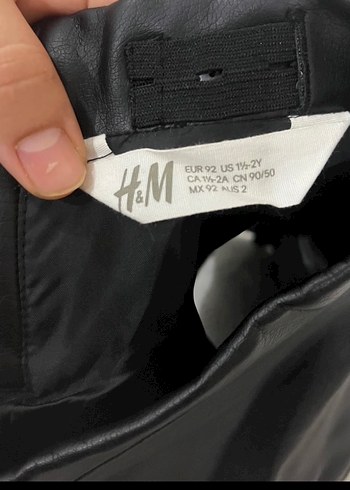 H&M
EUR 92 US 1½-2Y
CA 1½-2A CN 90/50
MX 92 AUS 2